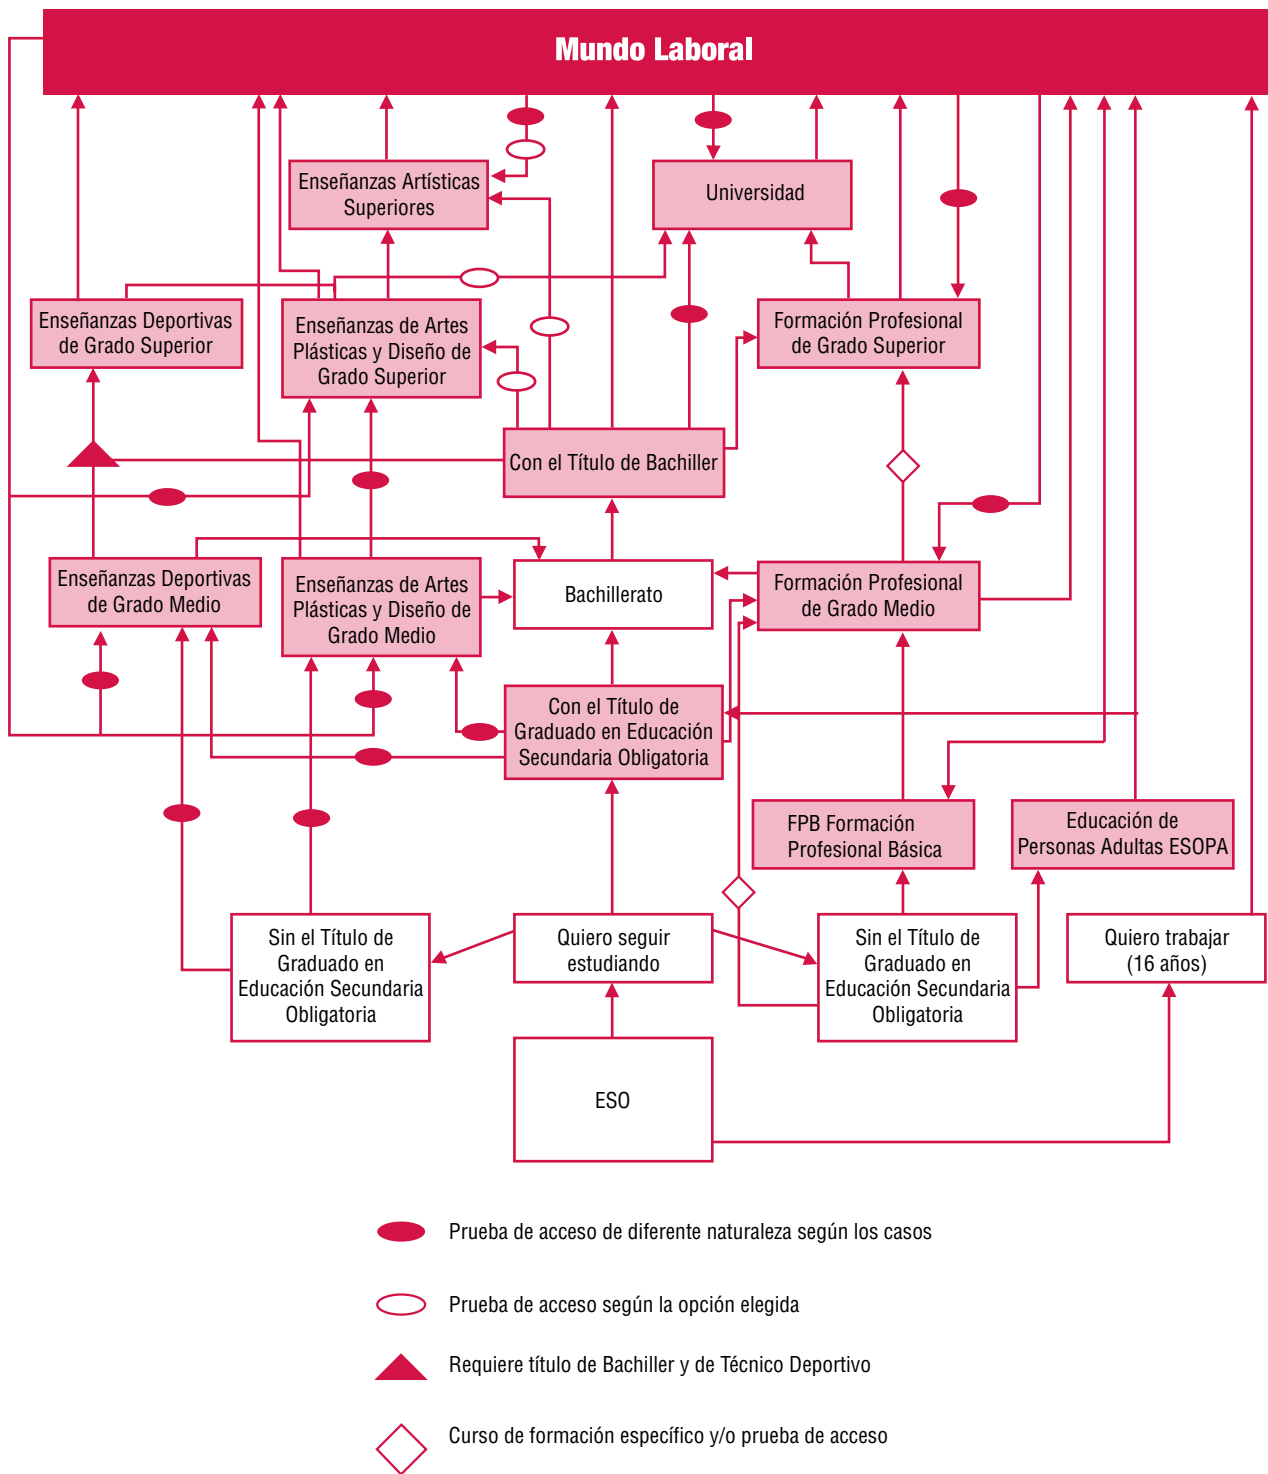 Mundo Laboral
Enseñanzas Artísticas
Superiores
Universidad
Enseñanzas Deportivas
de Grado Superior
Enseñanzas de Artes
Plásticas y Diseño de
Grado Superior
Formación Profesional
de Grado Superior
Con el Título de Bachiller
Enseñanzas Deportivas
de Grado Medio
Enseñanzas de Artes
Plásticas y Diseño de
Grado Medio
Bachillerato
Formación Profesional
de Grado Medio
Con el Título de
Graduado en Educación
Secundaria Obligatoria
FPB Formación
Profesional Básica
Educación de
Personas Adultas ESOPA
Sin el Título de
Graduado en
Educación Secundaria
Obligatoria
Quiero seguir
estudiando
Sin el Título de
Graduado en
Educación Secundaria
Obligatoria
Quiero trabajar
(16 años)
ESO
Prueba de acceso de diferente naturaleza según los casos
Prueba de acceso según la opción elegida
Requiere título de Bachiller y de Técnico Deportivo
Curso de formación específico y/o prueba de acceso